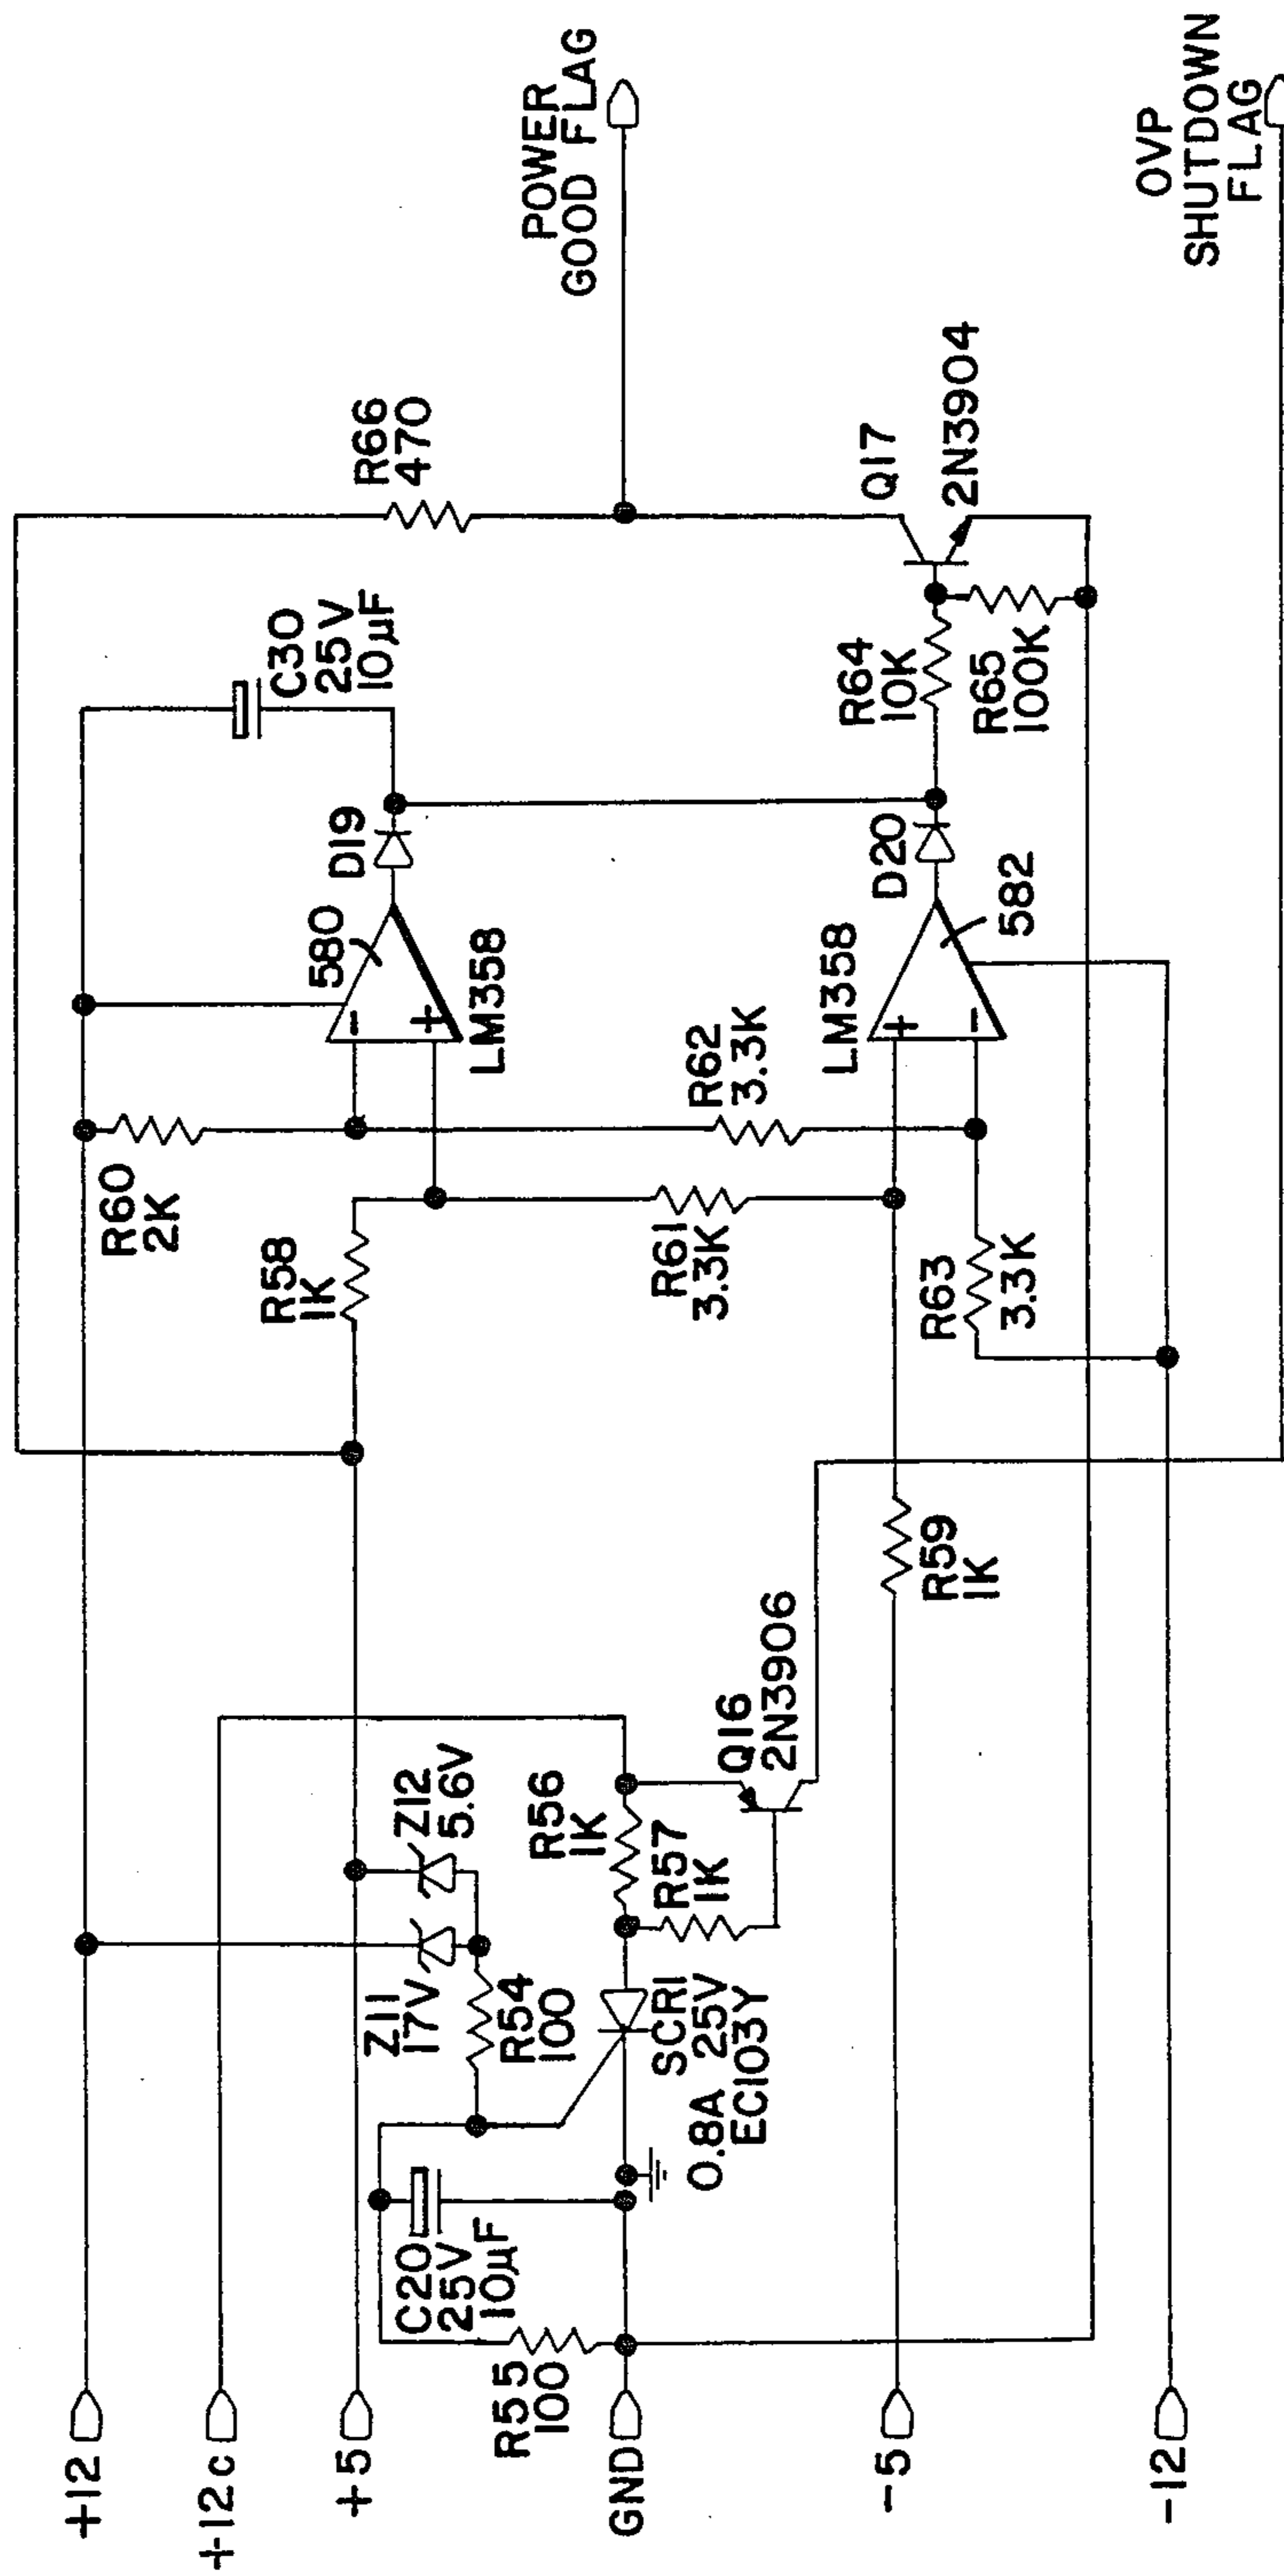 +12
+12c
+5
GND
-5
-12
R55
100
C20
25V
10µF
Z11
17V
R54
100
Z12
5.6V
SCR1
0.8A 25V
EC103Y
R56
1K
R57
1K
Q16
2N3906
R59
1K
R58
1K
R60
2K
R61
3.3K
R62
3.3K
R63
3.3K
-
+
580
LM358
+
-
582
LM358
D19
D20
C30
25V
10µF
R64
10K
R65
100K
R66
470
Q17
2N3904
POWER
GOOD FLAG
OVP
SHUTDOWN
FLAG